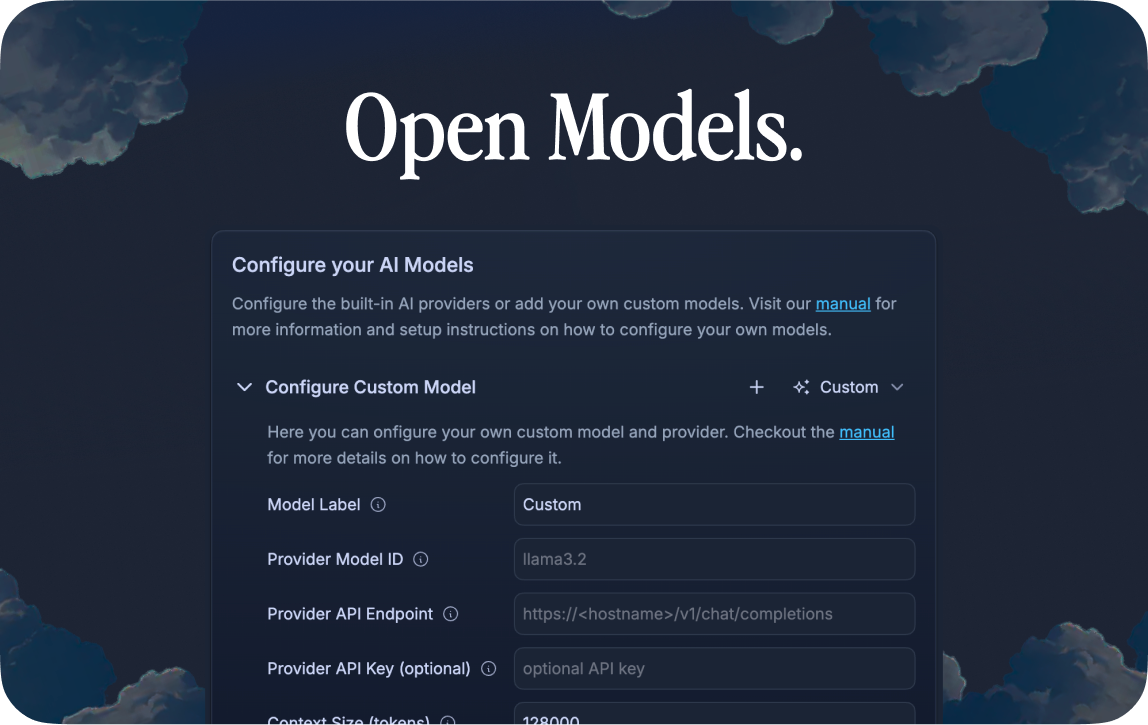 Open Models.
Configure your AI Models
Configure the built-in AI providers or add your own custom models. Visit our manual for
more information and setup instructions on how to configure your own models.
Configure Custom Model
Custom
Here you can onfigure your own custom model and provider. Checkout the manual
for more details on how to configure it.
Model Label
Custom
Provider Model ID
llama3.2
Provider API Endpoint
https://<hostname>/v1/chat/completions
Provider API Key (optional)
optional API key
Context Size (tokens)
128000